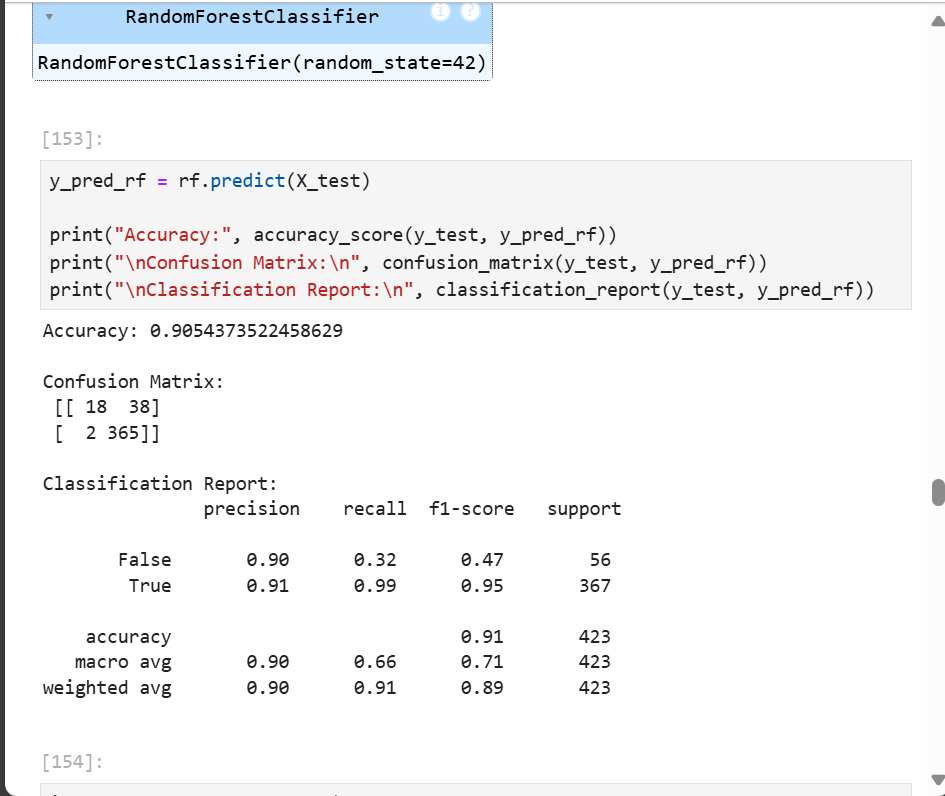 RandomForestClassifier
RandomForestClassifier(random_state=42)
[153]:
y_pred_rf = rf.predict(X_test)
print("Accuracy:", accuracy_score(y_test, y_pred_rf))
print("\nConfusion Matrix:\n", confusion_matrix(y_test, y_pred_rf))
print("\nClassification Report:\n", classification_report(y_test, y_pred_rf))
Accuracy: 0.9054373522458629
Confusion Matrix:
[[ 18  38]
[  2 365]]
Classification Report:
precision    recall  f1-score   support
False       0.90      0.32      0.47        56
True       0.91      0.99      0.95       367
accuracy                           0.91       423
macro avg       0.90      0.66      0.71       423
weighted avg       0.90      0.91      0.89       423
[154]: